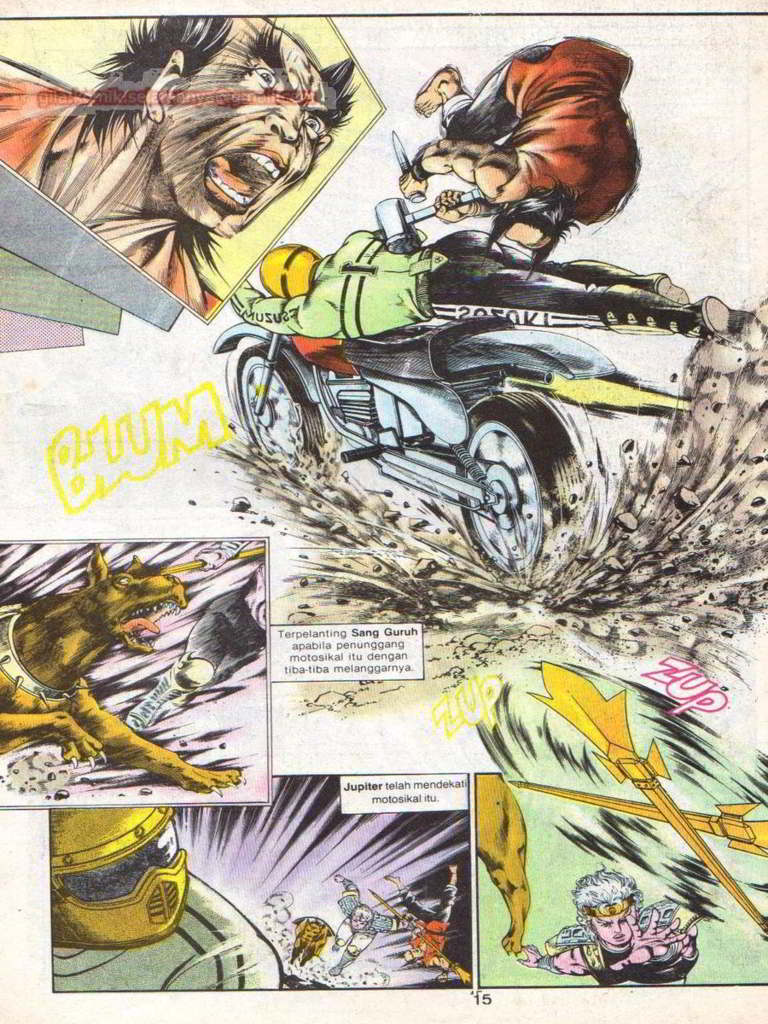 BLUM
SUZUKI
Terpelanting Sang Guruh
apabila penunggang
motosikal itu dengan
tiba-tiba melanggarnya.
ZUP
ZUP
Jupiter telah mendekati
motosikal itu.
15